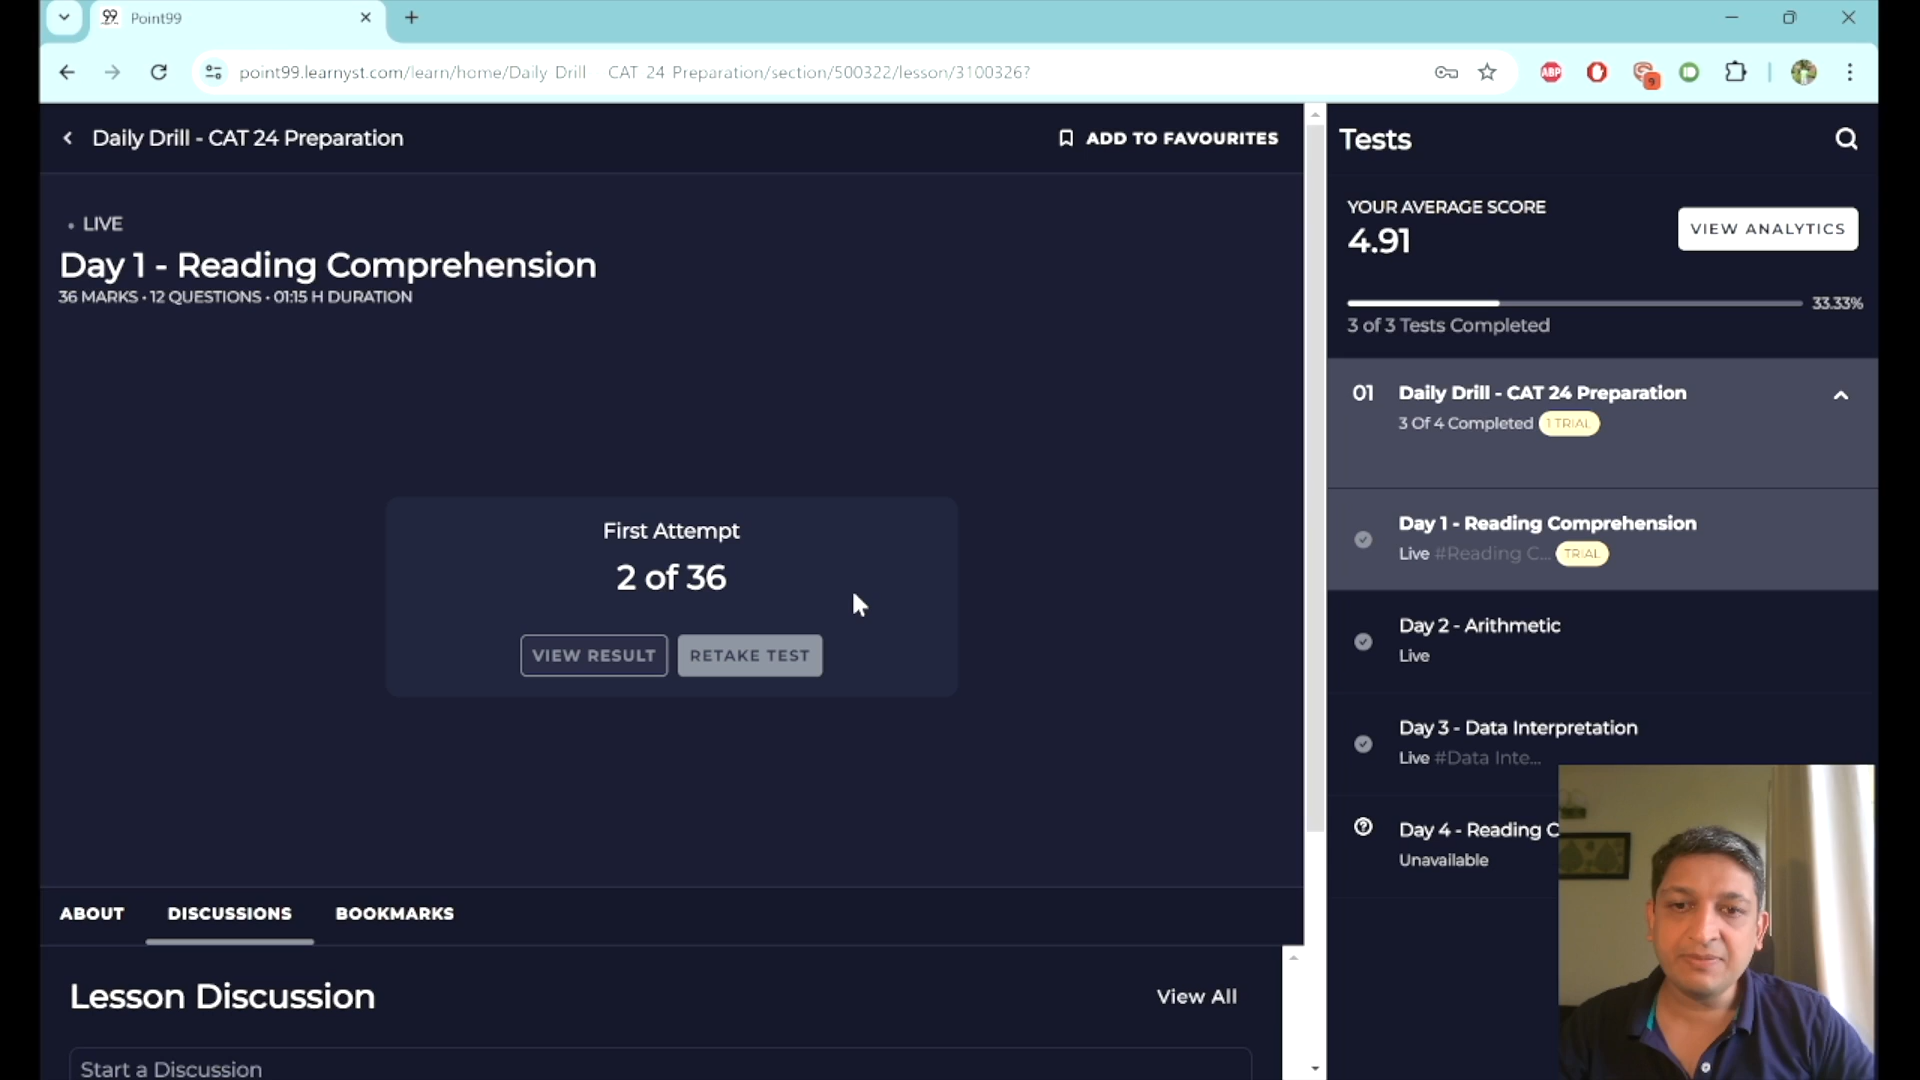 99 Point99
point99.learnyst.com/learn/home/Daily Drill CAT 24 Preparation/section/500322/lesson/3100326?
ABP
9
Daily Drill - CAT 24 Preparation
ADD TO FAVOURITES
• LIVE
Day 1 - Reading Comprehension
36 MARKS • 12 QUESTIONS • 01:15 H DURATION
First Attempt
2 of 36
VIEW RESULT
RETAKE TEST
ABOUT
DISCUSSIONS
BOOKMARKS
Lesson Discussion
View All
Start a Discussion
Tests
YOUR AVERAGE SCORE
4.91
VIEW ANALYTICS
33.33%
3 of 3 Tests Completed
01 Daily Drill - CAT 24 Preparation
3 Of 4 Completed 1 TRIAL
Day 1 - Reading Comprehension
Live #Reading C... TRIAL
Day 2 - Arithmetic
Live
Day 3 - Data Interpretation
Live #Data Inte...
Day 4 - Reading C
Unavailable